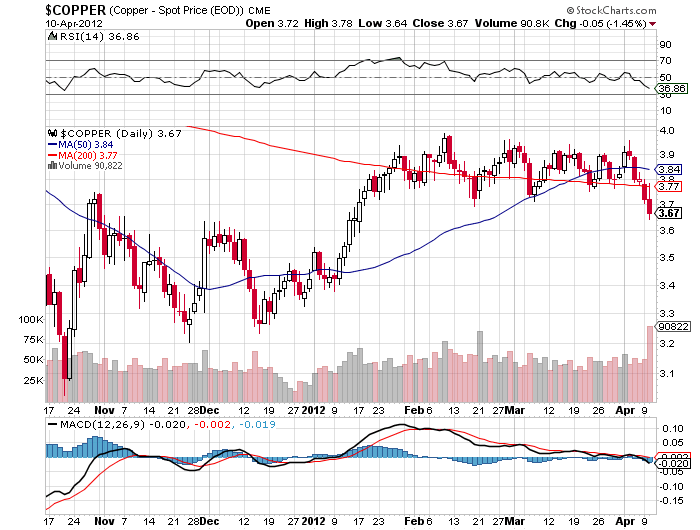 $COPPER (Copper - Spot Price (EOD)) CME © StockCharts.com
10-Apr-2012 Open 3.72 High 3.78 Low 3.64 Close 3.67 Volume 90.8K Chg -0.05 (-1.45%)
RSI(14) 36.86
90
70
50
36.86
30
10
$COPPER (Daily) 3.67
MA(50) 3.84
MA(200) 3.77
Volume 90,822
4.0
3.9
3.84
3.8
3.77
3.7
3.67
3.6
3.5
3.4
3.3
3.2
3.1
100K
75K
50K
25K
90822
17 24 Nov 7 14 21 28 Dec 12 19 27 2012 9 17 23 Feb 6 13 21 27 Mar 12 19 26 Apr 9
MACD(12,26,9) -0.020, -0.002, -0.019
0.10
0.05
-0.002
-0.020
-0.05
-0.10
-0.15
17 24 Nov 7 14 21 28 Dec 12 19 27 2012 9 17 23 Feb 6 13 21 27 Mar 12 19 26 Apr 9